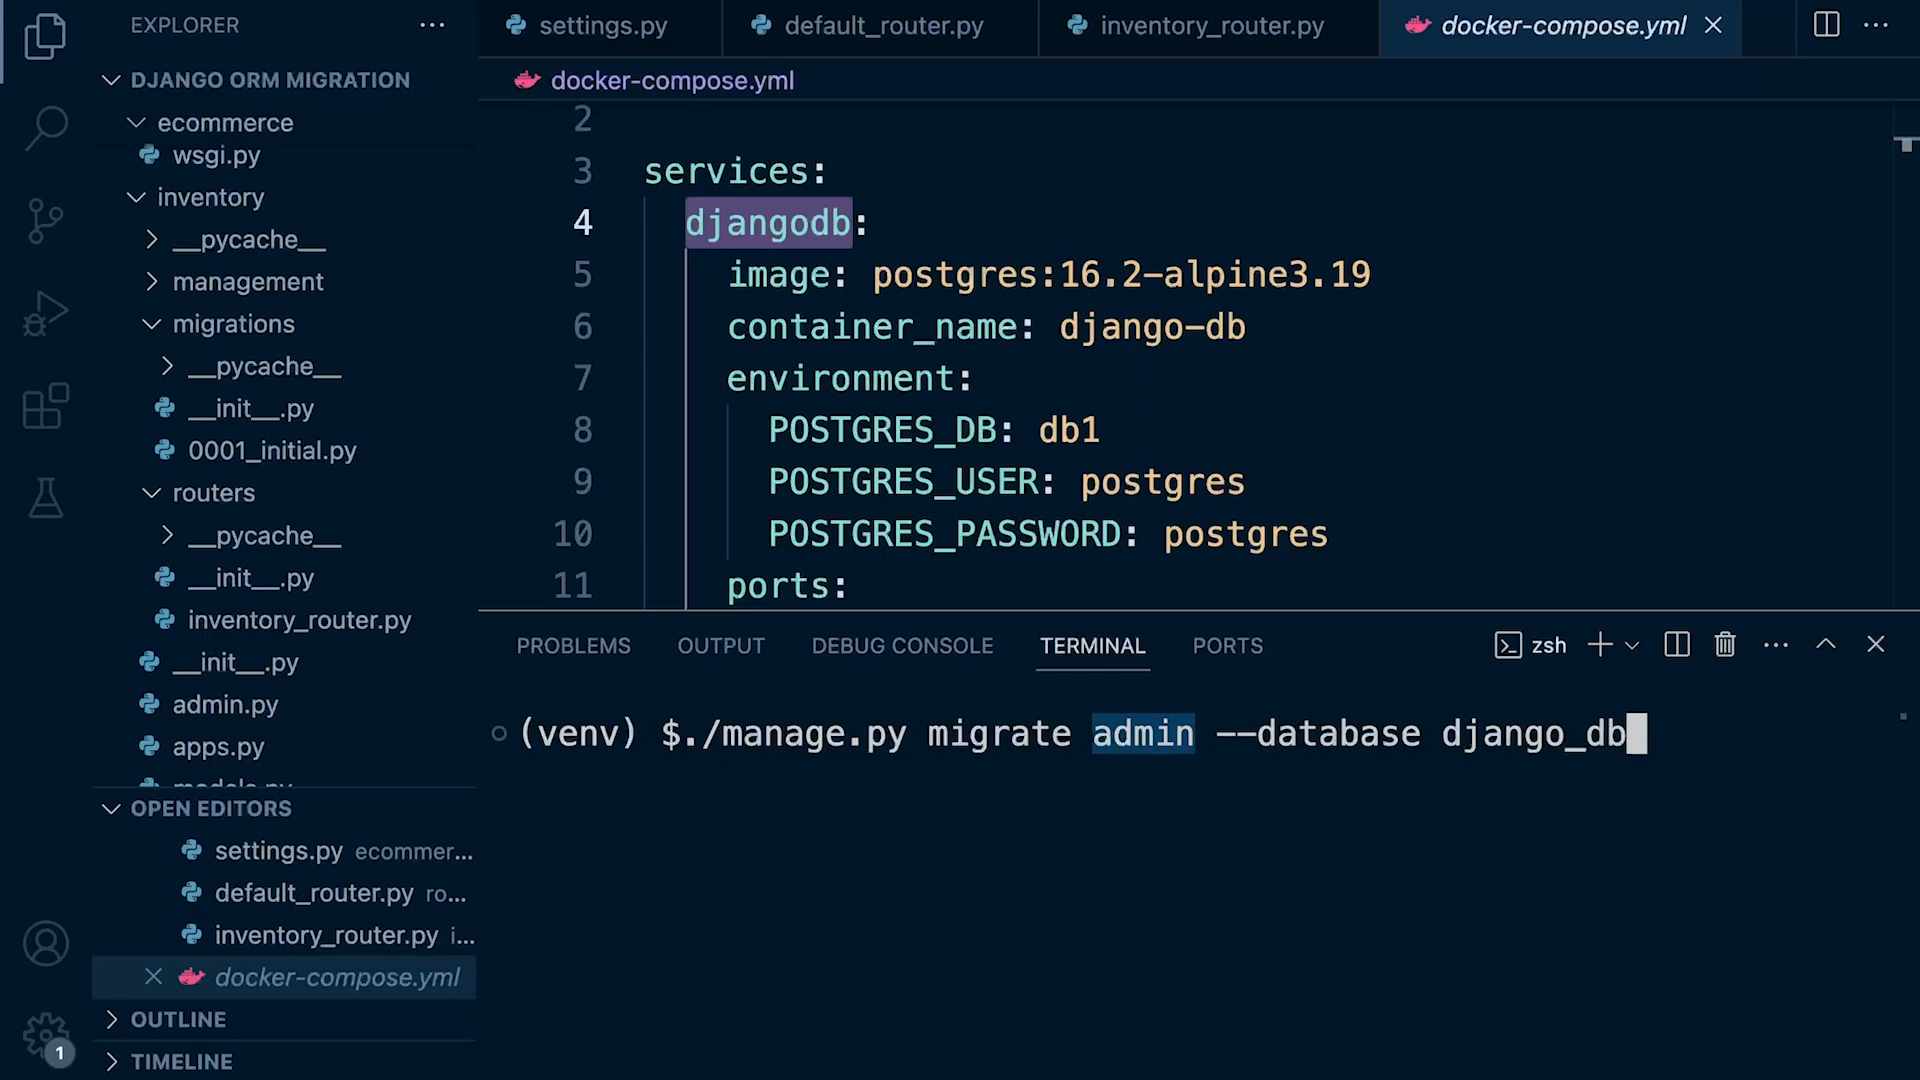 EXPLORER
DJANGO ORM MIGRATION
ecommerce
wsgi.py
inventory
__pycache__
management
migrations
__pycache__
__init__.py
0001_initial.py
routers
__pycache__
__init__.py
inventory_router.py
__init__.py
admin.py
apps.py
models.py
OPEN EDITORS
settings.py ecommer...
default_router.py ro...
inventory_router.py i...
docker-compose.yml
OUTLINE
TIMELINE
1
settings.py default_router.py inventory_router.py docker-compose.yml
docker-compose.yml
2
3 services:
4 djangodb:
5 image: postgres:16.2-alpine3.19
6 container_name: django-db
7 environment:
8 POSTGRES_DB: db1
9 POSTGRES_USER: postgres
10 POSTGRES_PASSWORD: postgres
11 ports:
PROBLEMS OUTPUT DEBUG CONSOLE TERMINAL PORTS zsh
(venv) $./manage.py migrate admin --database django_db